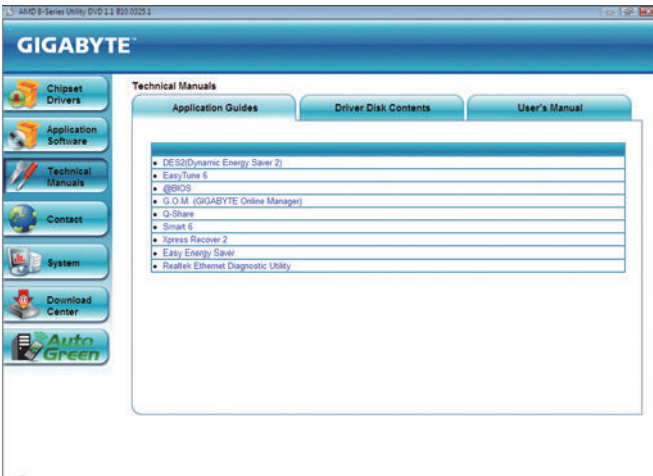 AMD 8-Series Utility DVD 1.1 B10.0325.1
GIGABYTE™
Chipset
Drivers
Application
Software
Technical
Manuals
Contact
System
Download
Center
Auto
Green
Technical Manuals
Application Guides
Driver Disk Contents
User's Manual
DES2(Dynamic Energy Saver 2)
EasyTune 6
@BIOS
G.O.M. (GIGABYTE Online Manager)
Q-Share
Smart 6
Xpress Recover 2
Easy Energy Saver
Realtek Ethernet Diagnostic Utility